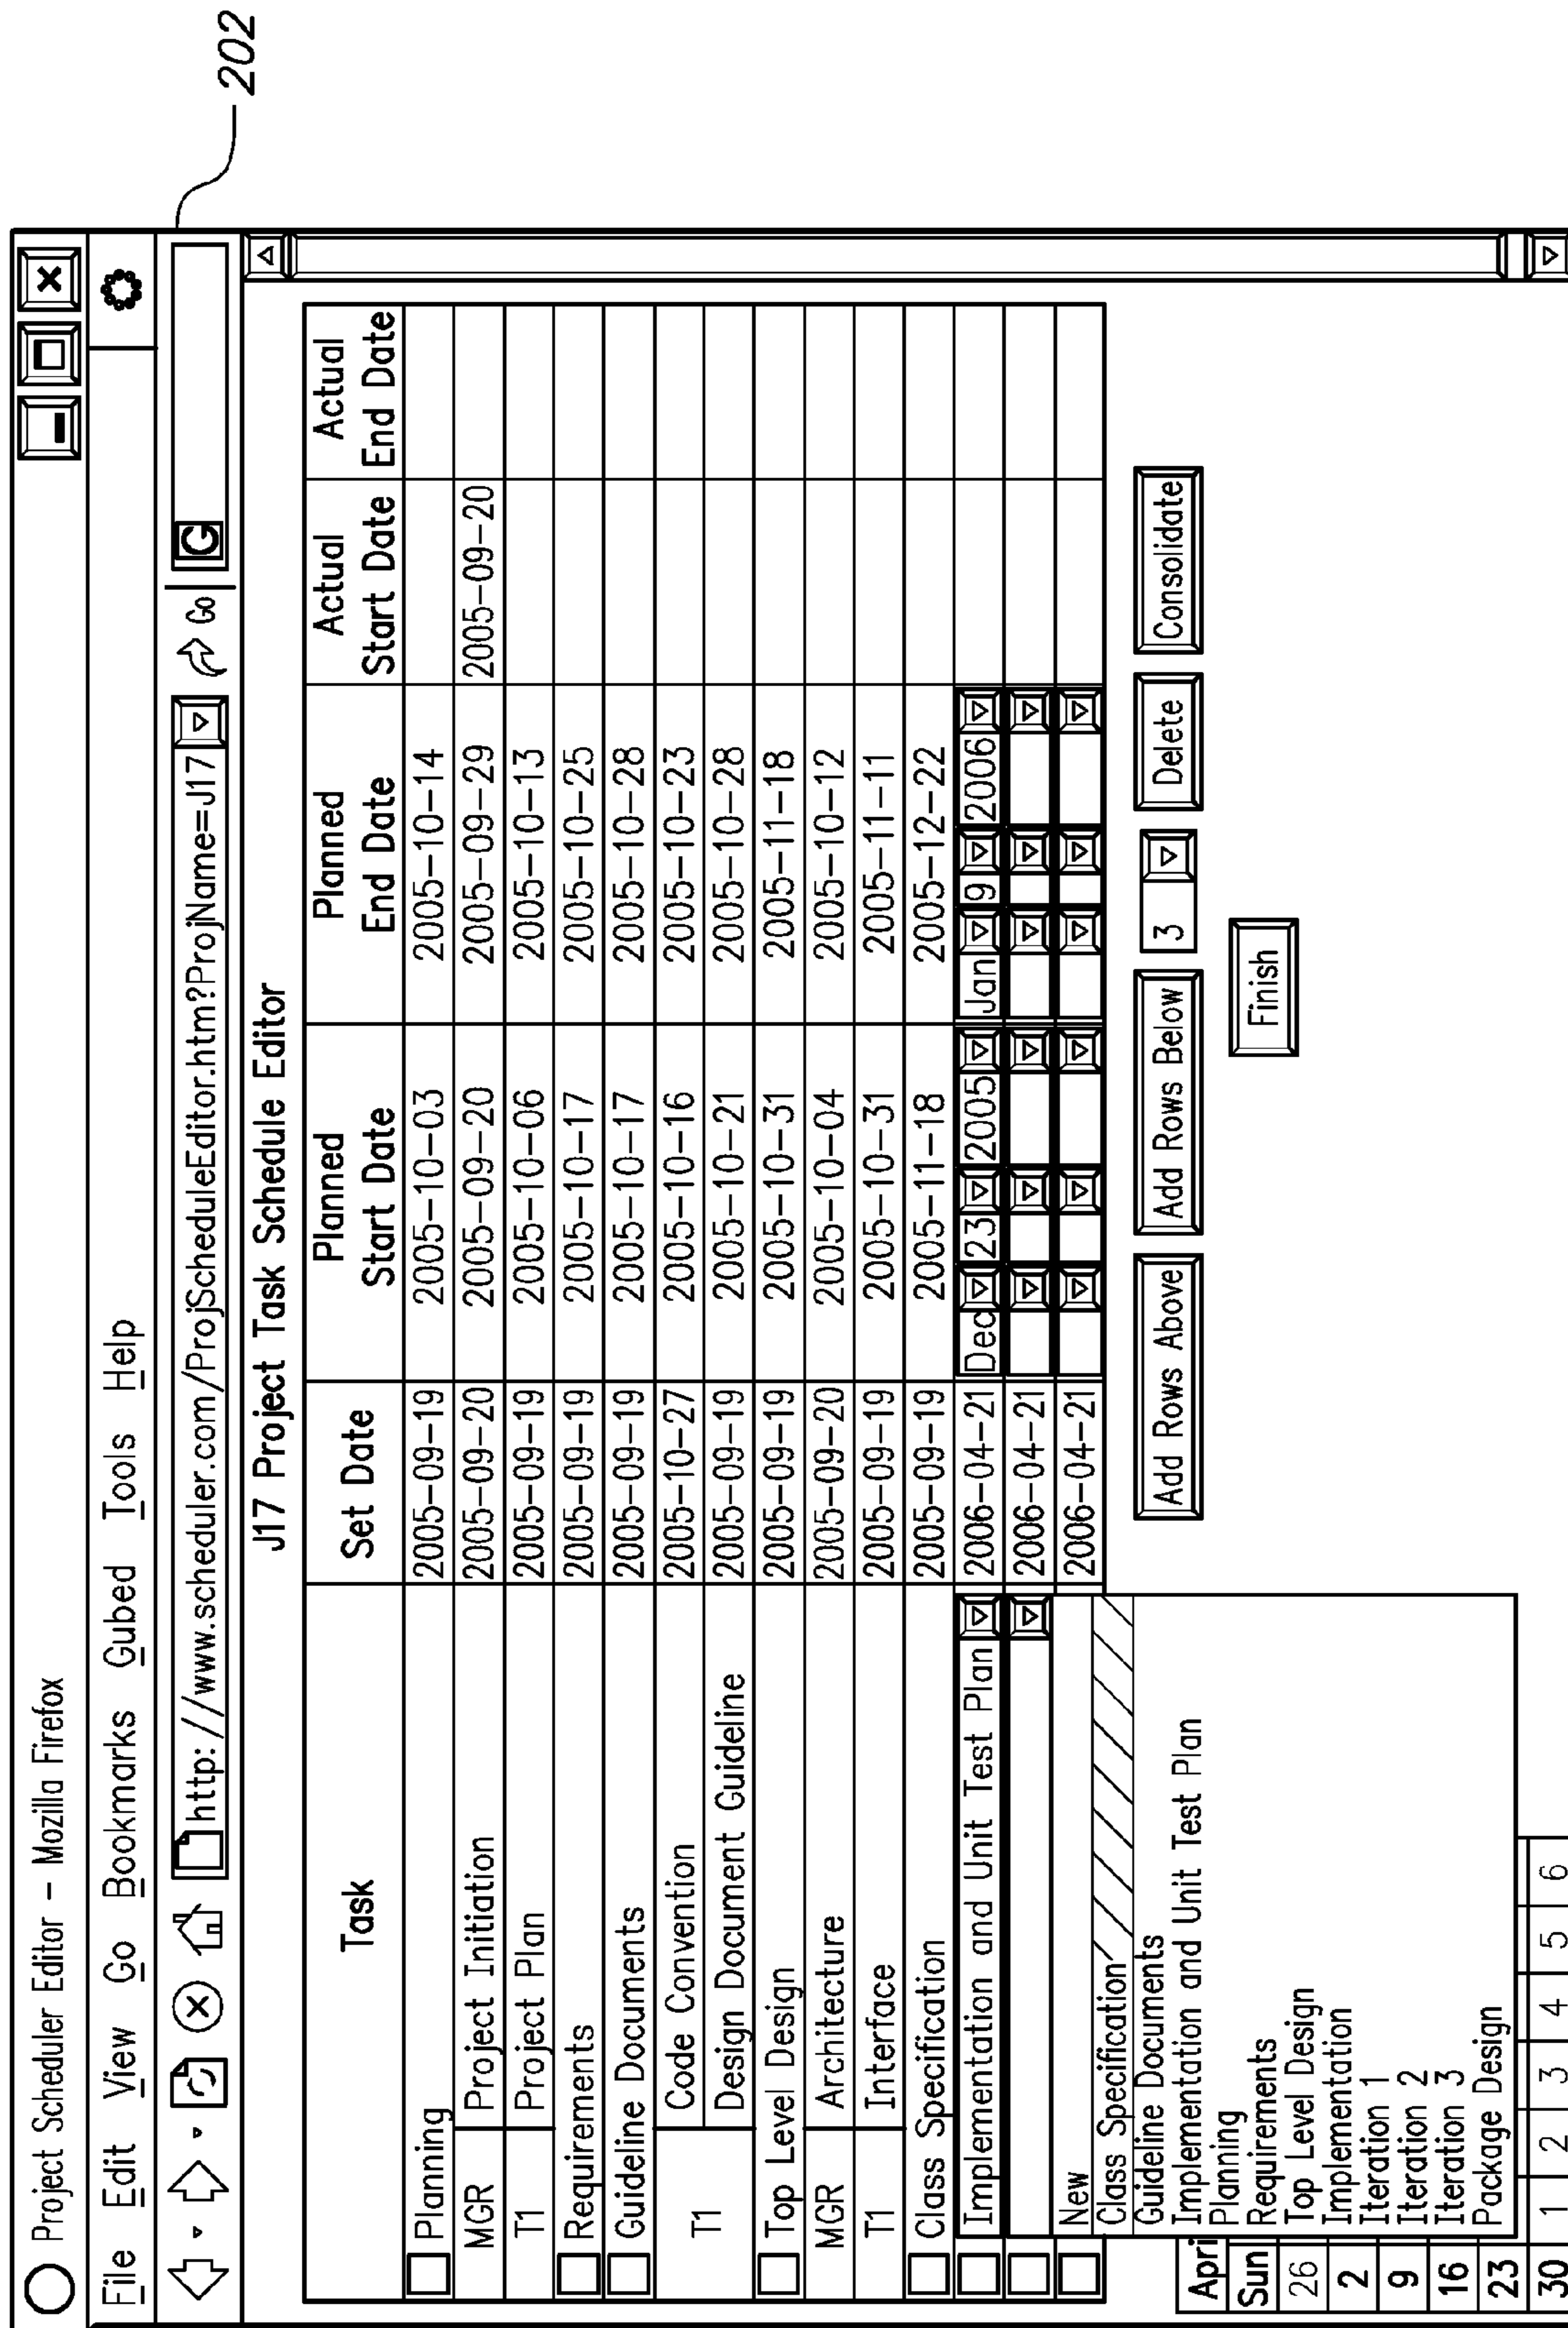 Project Scheduler Editor – Mozilla Firefox
File Edit View Go Bookmarks Gubed Tools Help
http://www.scheduler.com/ProjScheduleEditor.htm?ProjName=J17 Go G
202
J17 Project Task Schedule Editor
Task Set Date Planned Start Date Planned End Date Actual Start Date Actual End Date
Planning 2005-09-19 2005-10-03 2005-10-14
MGR Project Initiation 2005-09-20 2005-09-20 2005-09-29 2005-09-20
T1 Project Plan 2005-09-19 2005-10-06 2005-10-13
Requirements 2005-09-19 2005-10-17 2005-10-25
Guideline Documents 2005-09-19 2005-10-17 2005-10-28
T1 Code Convention 2005-10-27 2005-10-16 2005-10-23
Design Document Guideline 2005-09-19 2005-10-21 2005-10-28
Top Level Design 2005-09-19 2005-10-31 2005-11-18
MGR Architecture 2005-09-20 2005-10-04 2005-10-12
T1 Interface 2005-09-19 2005-10-31 2005-11-11
Class Specification 2005-09-19 2005-11-18 2005-12-22
Implementation and Unit Test Plan 2006-04-21 Dec 23 2005 Jan 9 2006
2006-04-21
New 2006-04-21
Class Specification
Guideline Documents
Implementation and Unit Test Plan
Planning
Requirements
Top Level Design
Implementation
Iteration 1
Iteration 2
Iteration 3
Package Design
Add Rows Above Add Rows Below 3 Delete Consolidate
Finish
Apri
Sun
26
2
9
16
23
30 1 2 3 4 5 6